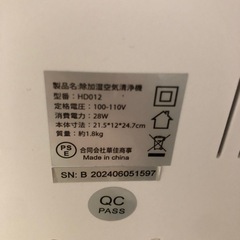 製品名:除加湿空気清浄機
型番:HD012
定格電圧:100-110V
消費電力:28W
本体寸法:21.5*12*24.7cm
質量:約1.8kg
PSE
合同会社華佳商事
Made in china
SN: B 202406051597
QC
PASS